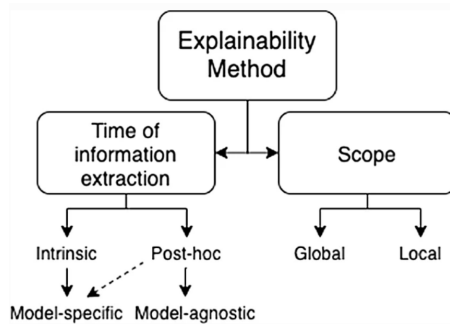 Explainability
Method
Time of
information
extraction
Scope
Intrinsic
Post-hoc
Global
Local
Model-specific
Model-agnostic